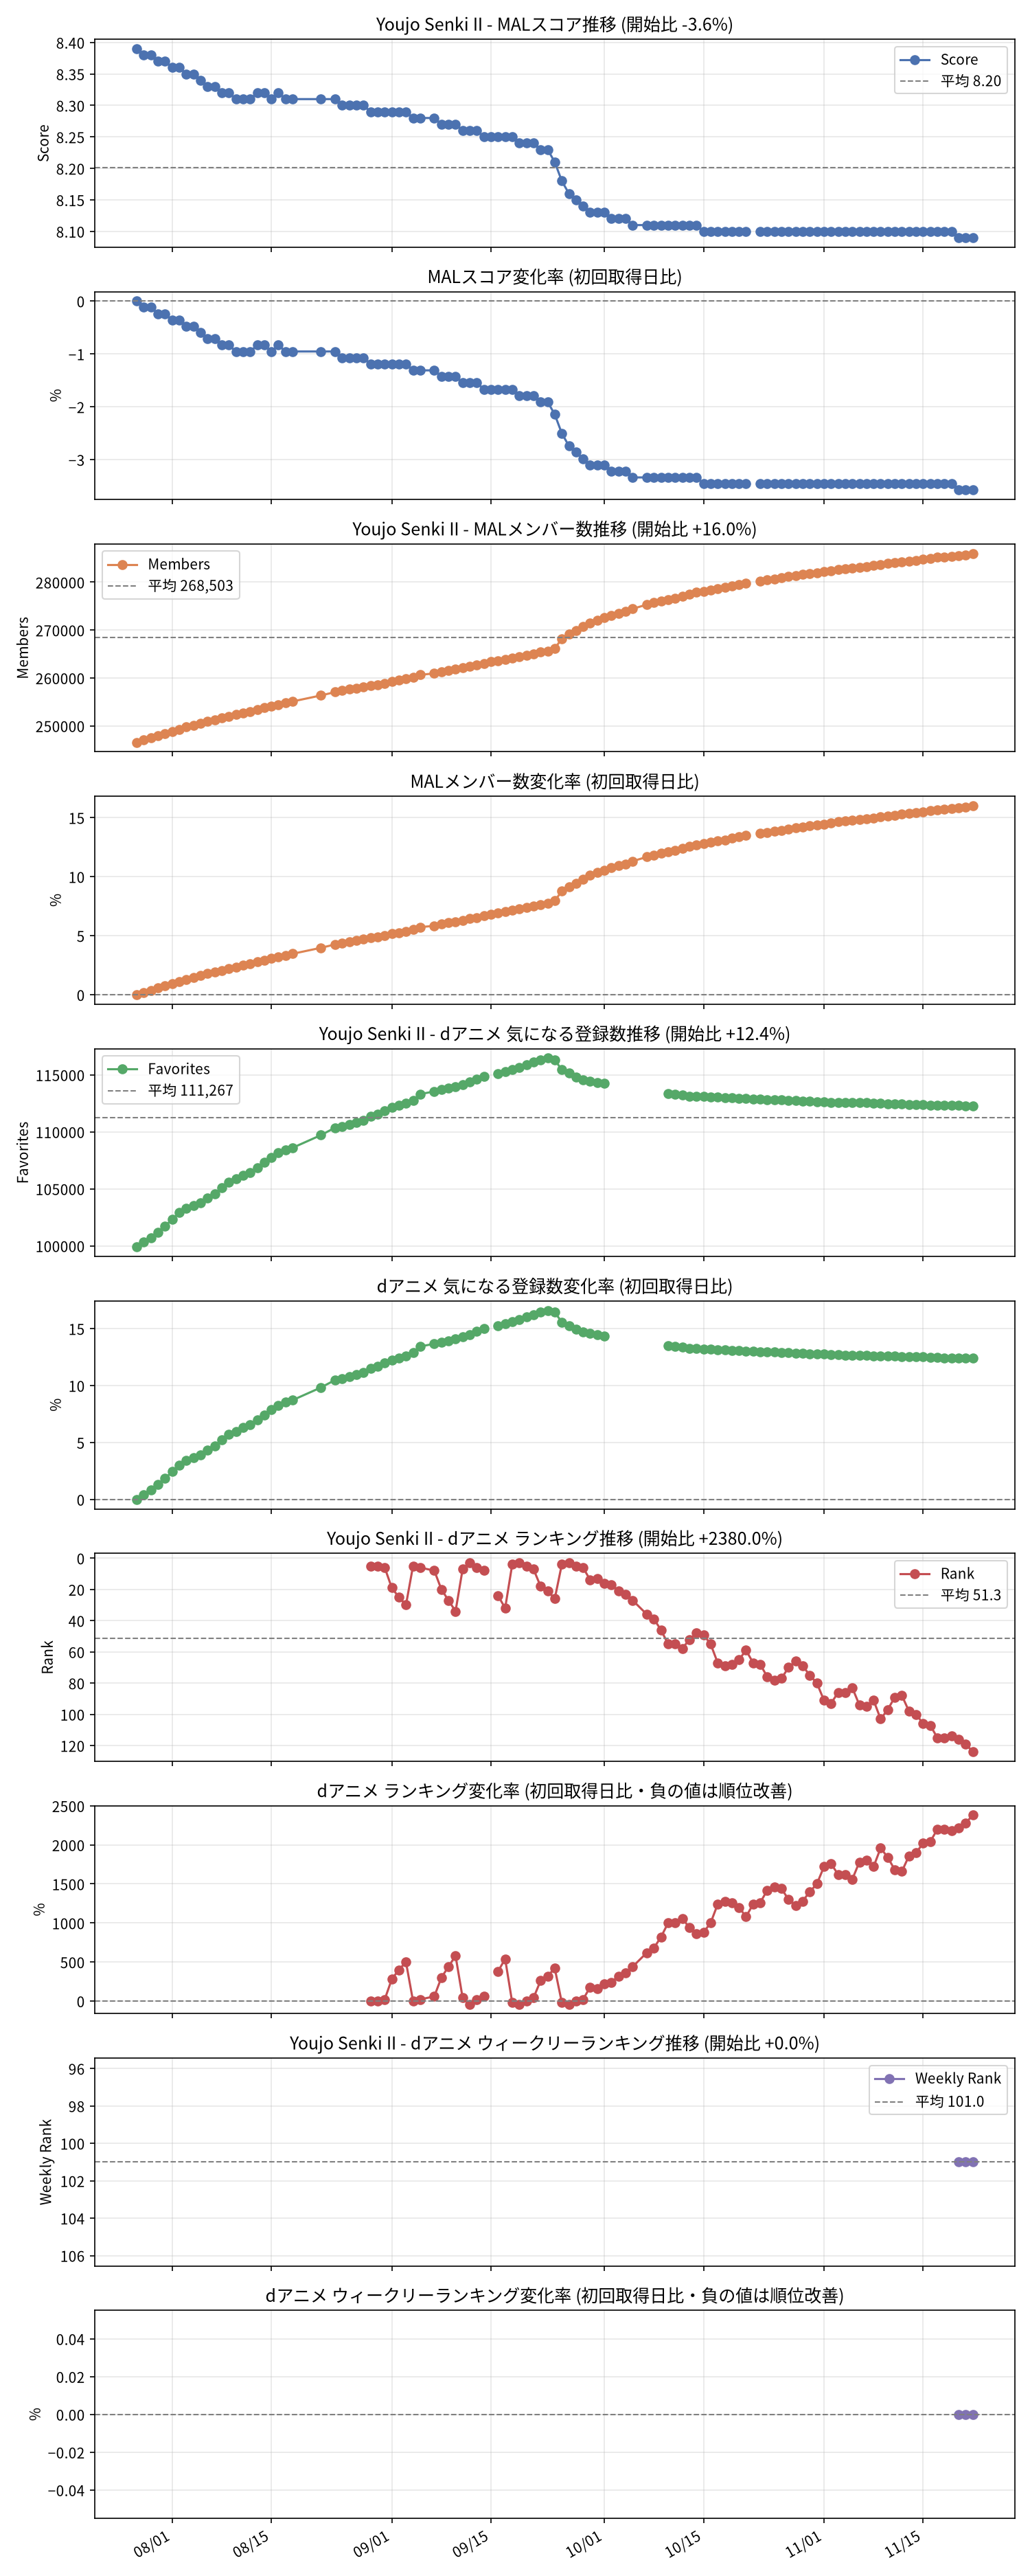 Youjo Senki II - MALスコア推移 (開始比 -3.6%)
Score
8.40
8.35
8.30
8.25
8.20
8.15
8.10
Score
平均 8.20
MALスコア変化率 (初回取得日比)
%
0
−1
−2
−3
Youjo Senki II - MALメンバー数推移 (開始比 +16.0%)
Members
280000
270000
260000
250000
Members
平均 268,503
MALメンバー数変化率 (初回取得日比)
%
15
10
5
0
Youjo Senki II - dアニメ 気になる登録数推移 (開始比 +12.4%)
Favorites
115000
110000
105000
100000
Favorites
平均 111,267
dアニメ 気になる登録数変化率 (初回取得日比)
%
15
10
5
0
Youjo Senki II - dアニメ ランキング推移 (開始比 +2380.0%)
Rank
0
20
40
60
80
100
120
Rank
平均 51.3
dアニメ ランキング変化率 (初回取得日比・負の値は順位改善)
%
2500
2000
1500
1000
500
0
Youjo Senki II - dアニメ ウィークリーランキング推移 (開始比 +0.0%)
Weekly Rank
96
98
100
102
104
106
Weekly Rank
平均 101.0
dアニメ ウィークリーランキング変化率 (初回取得日比・負の値は順位改善)
%
0.04
0.02
0.00
−0.02
−0.04
08/01
08/15
09/01
09/15
10/01
10/15
11/01
11/15